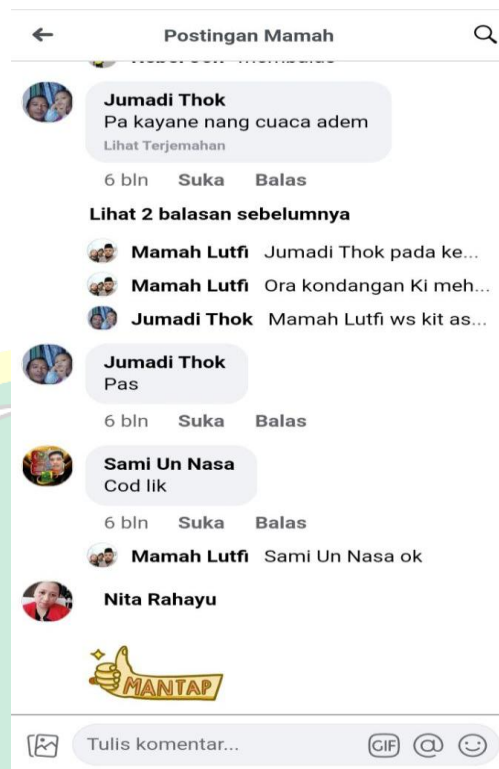 Postingan Mamah
Jumadi Thok
Pa kayane nang cuaca adem
Lihat Terjemahan
6 bln Suka Balas
Lihat 2 balasan sebelumnya
Mamah Lutfi Jumadi Thok pada ke...
Mamah Lutfi Ora kondangan Ki meh...
Jumadi Thok Mamah Lutfi ws kit as...
Jumadi Thok
Pas
6 bln Suka Balas
Sami Un Nasa
Cod lik
6 bln Suka Balas
Mamah Lutfi Sami Un Nasa ok
Nita Rahayu
MANTAP
Tulis komentar... GIF @